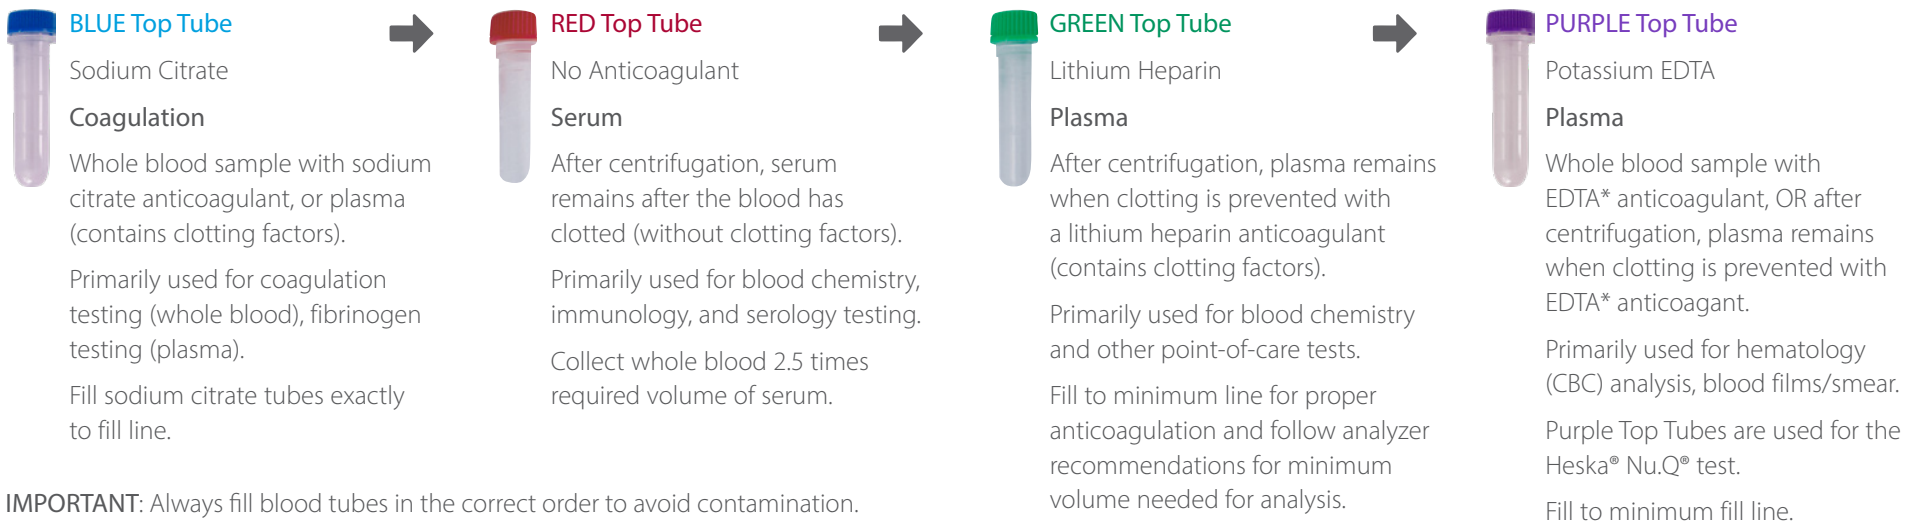 BLUE Top Tube
Sodium Citrate
Coagulation
Whole blood sample with sodium
citrate anticoagulant, or plasma
(contains clotting factors).
Primarily used for coagulation
testing (whole blood), fibrinogen
testing (plasma).
Fill sodium citrate tubes exactly
to fill line.
RED Top Tube
No Anticoagulant
Serum
After centrifugation, serum
remains after the blood has
clotted (without clotting factors).
Primarily used for blood chemistry,
immunology, and serology testing.
Collect whole blood 2.5 times
required volume of serum.
GREEN Top Tube
Lithium Heparin
Plasma
After centrifugation, plasma remains
when clotting is prevented with
a lithium heparin anticoagulant
(contains clotting factors).
Primarily used for blood chemistry
and other point-of-care tests.
Fill to minimum line for proper
anticoagulation and follow analyzer
recommendations for minimum
volume needed for analysis.
PURPLE Top Tube
Potassium EDTA
Plasma
Whole blood sample with
EDTA* anticoagulant, OR after
centrifugation, plasma remains
when clotting is prevented with
EDTA* anticoagant.
Primarily used for hematology
(CBC) analysis, blood films/smear.
Purple Top Tubes are used for the
Heska® Nu.Q® test.
Fill to minimum fill line.
IMPORTANT: Always fill blood tubes in the correct order to avoid contamination.